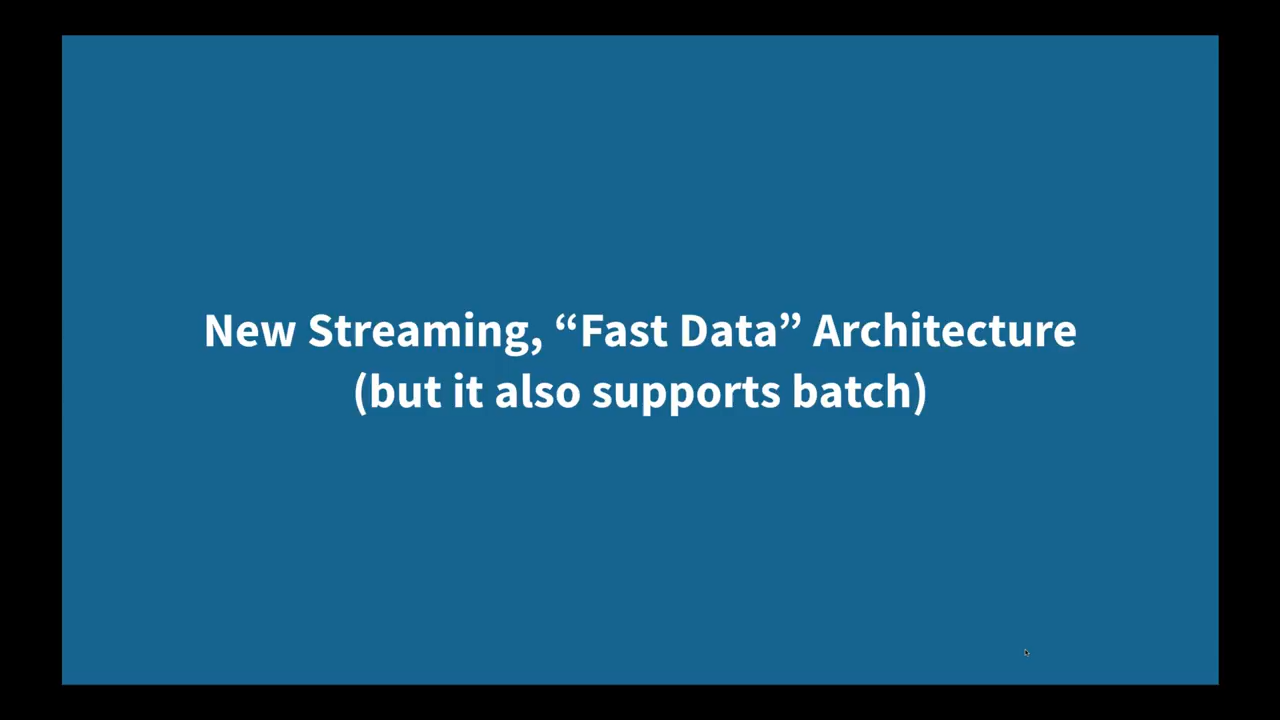 New Streaming, “Fast Data” Architecture
(but it also supports batch)